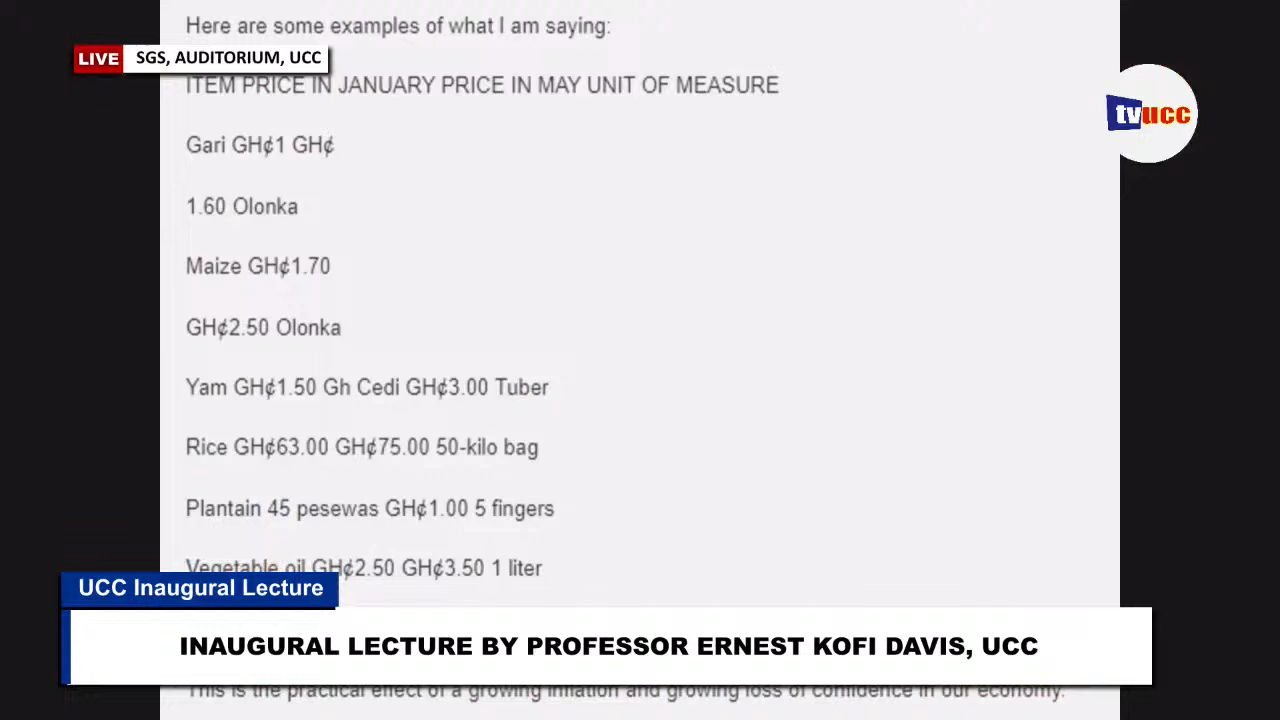 Here are some examples of what I am saying:
LIVE SGS, AUDITORIUM, UCC
ITEM PRICE IN JANUARY PRICE IN MAY UNIT OF MEASURE
tvucc
Gari GH¢1 GH¢
1.60 Olonka
Maize GH¢1.70
GH¢2.50 Olonka
Yam GH¢1.50 Gh Cedi GH¢3.00 Tuber
Rice GH¢63.00 GH¢75.00 50-kilo bag
Plantain 45 pesewas GH¢1.00 5 fingers
Vegetable oil GH¢2.50 GH¢3.50 1 liter
UCC Inaugural Lecture
INAUGURAL LECTURE BY PROFESSOR ERNEST KOFI DAVIS, UCC
This is the practical effect of a growing inflation and growing loss of confidence in our economy.